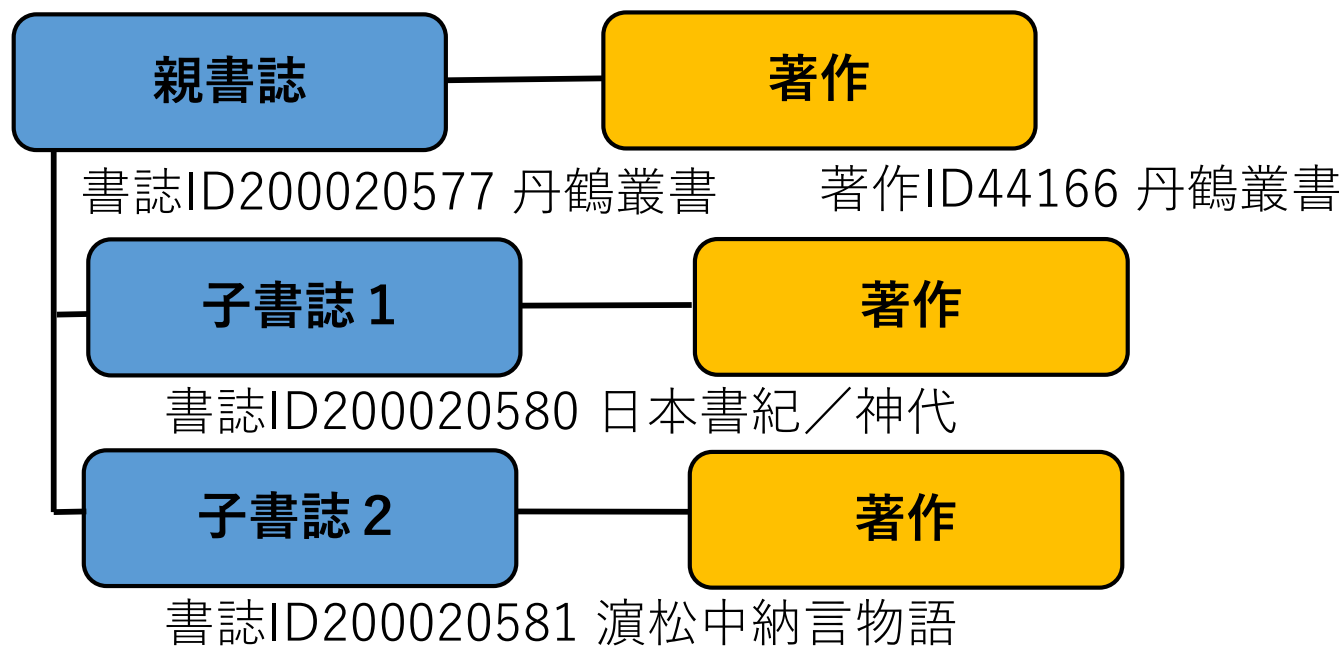 親書誌 著作
書誌ID200020577 丹鶴叢書 著作ID44166 丹鶴叢書
子書誌1 著作
書誌ID200020580 日本書紀／神代
子書誌2 著作
書誌ID200020581 濵松中納言物語